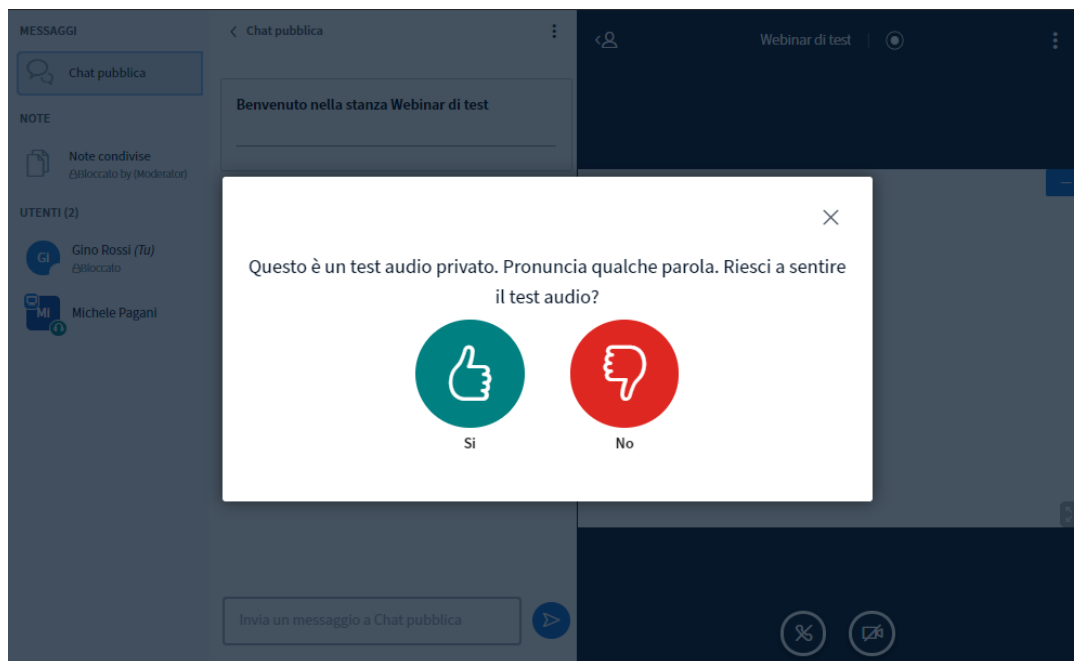 MESSAGGI
Chat pubblica
NOTE
Note condivise
Bloccato by (Moderator)
UTENTI (2)
GI
Gino Rossi (Tu)
Bloccato
MI
Michele Pagani
Chat pubblica
Benvenuto nella stanza Webinar di test
Invia un messaggio a Chat pubblica
Webinar di test
Questo è un test audio privato. Pronuncia qualche parola. Riesci a sentire
il test audio?
Si
No